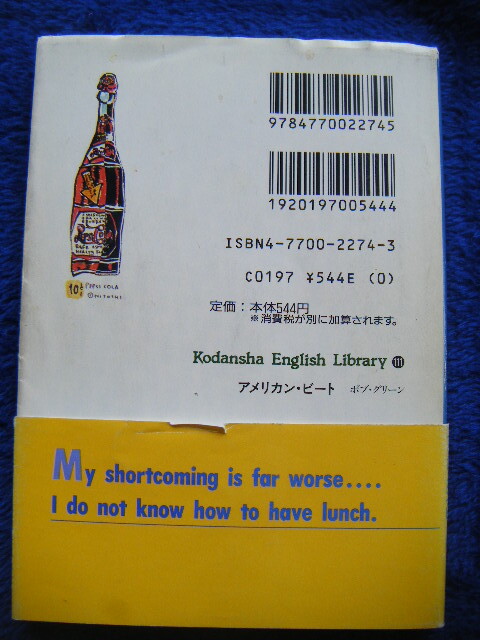 9784770022745
1920197005444
ISBN4-7700-2274-3
C0197 ¥544E (0)
定価：本体544円
※消費税が別に加算されます。
Kodansha English Library 111
アメリカン・ビート ボブ・グリーン
10¢ PEPSI COLA
My shortcoming is far worse....
I do not know how to have lunch.